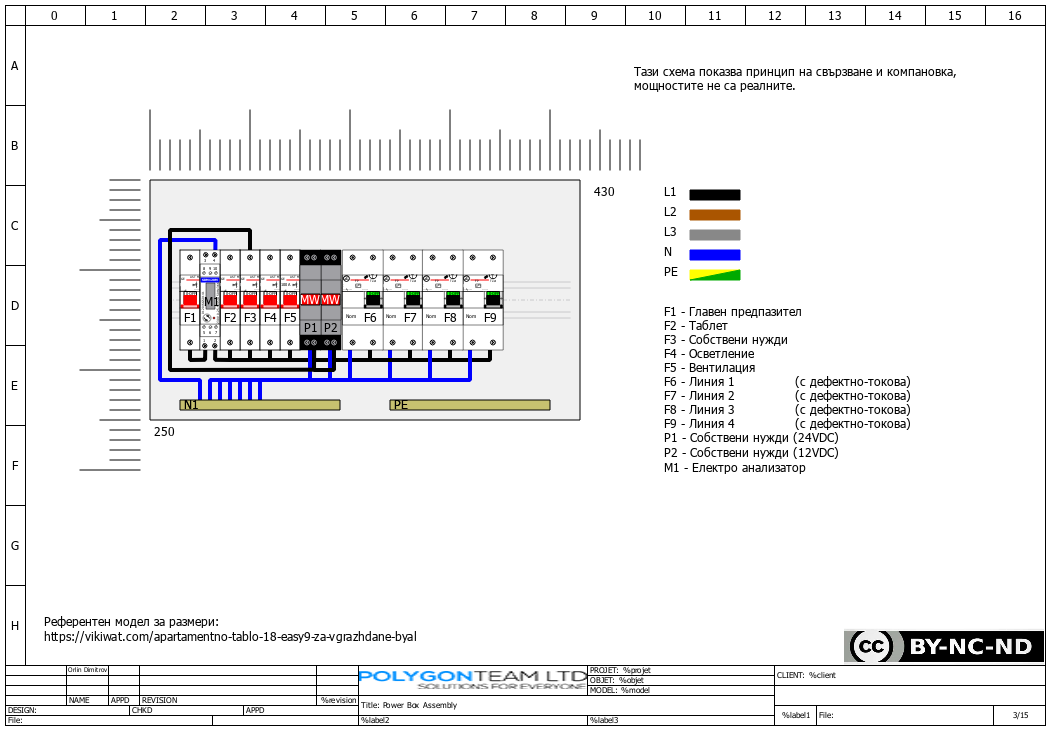 0 1 2 3 4 5 6 7 8 9 10 11 12 13 14 15 16
A
B
C
D
E
F
G
H
Тази схема показва принцип на свързване и компановка,
мощностите не са реалните.
430
250
L1
L2
L3
N
PE
M1
MW MW
F1 F2 F3 F4 F5 P1 P2 Nom F6 Nom F7 Nom F8 Nom F9
N1 PE
F1 - Главен предпазител
F2 - Таблет
F3 - Собствени нужди
F4 - Осветление
F5 - Вентилация
F6 - Линия 1 (с дефектно-токова)
F7 - Линия 2 (с дефектно-токова)
F8 - Линия 3 (с дефектно-токова)
F9 - Линия 4 (с дефектно-токова)
P1 - Собствени нужди (24VDC)
P2 - Собствени нужди (12VDC)
M1 - Електро анализатор
Референтен модел за размери:
https://vikiwat.com/apartamentno-tablo-18-easy9-za-vgrazhdane-byal
cc BY-NC-ND
Orlin Dimitrov
NAME APPD REVISION %revision
DESIGN: CHKD APPD
File:
POLYGONTEAM LTD
SOLUTIONS FOR EVERYONE
Title: Power Box Assembly
%label2
PROJET: %projet
OBJET: %objet
MODEL: %model
%label3
CLIENT: %client
%label1 File: 3/15